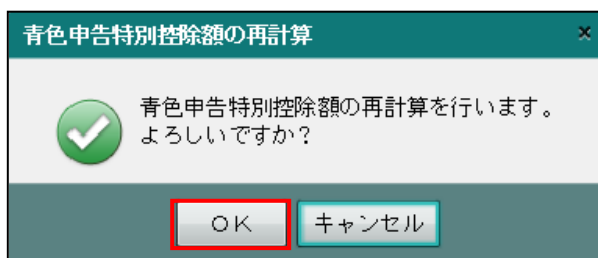 青色申告特別控除額の再計算
青色申告特別控除額の再計算を行います。
よろしいですか？
ＯＫ
キャンセル